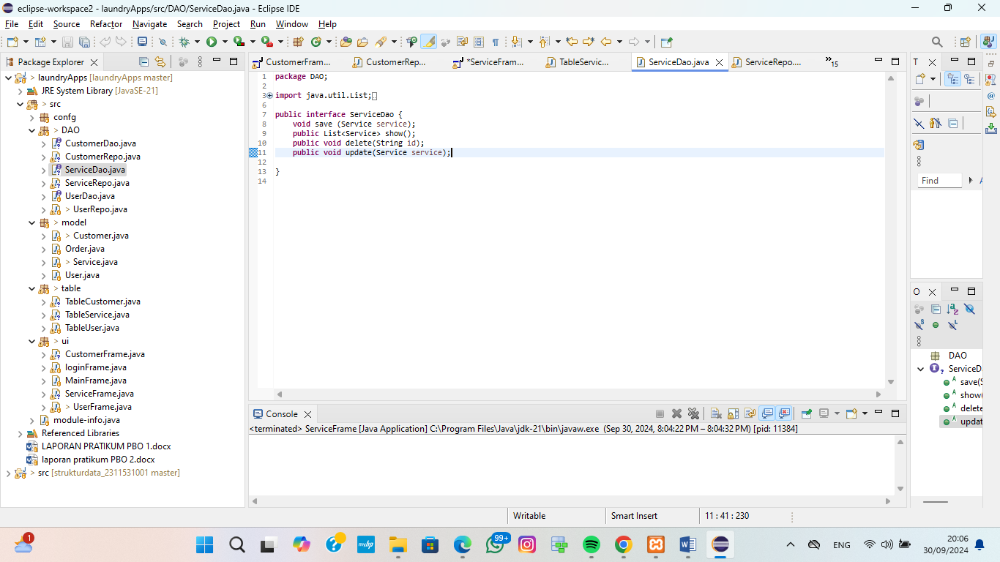 eclipse-workspace2 - laundryApps/src/DAO/ServiceDao.java - Eclipse IDE
File Edit Source Refactor Navigate Search Project Run Window Help
Package Explorer
CustomerFram...
CustomerRep...
*ServiceFram...
TableServic...
ServiceDao.java
ServiceRepo....
15
T
> laundryApps [laundryApps master]
JRE System Library [JavaSE-21]
> src
confg
> DAO
CustomerDao.java
CustomerRepo.java
ServiceDao.java
ServiceRepo.java
UserDao.java
> UserRepo.java
> model
> Customer.java
Order.java
> Service.java
User.java
> table
TableCustomer.java
TableService.java
TableUser.java
> ui
CustomerFrame.java
loginFrame.java
MainFrame.java
ServiceFrame.java
> UserFrame.java
module-info.java
Referenced Libraries
LAPORAN PRATIKUM PBO 1.docx
laporan pratikum PBO 2.docx
> src [strukturdata_2311531001 master]
1 package DAO;
2
3 import java.util.List;
6
7 public interface ServiceDao {
8 void save (Service service);
9 public List<Service> show();
10 public void delete(String id);
11 public void update(Service service);
12
13 }
14
Find
O
DAO
ServiceD
save(S
show
delete
updat
Console
<terminated> ServiceFrame [Java Application] C:\Program Files\Java\jdk-21\bin\javaw.exe (Sep 30, 2024, 8:04:22 PM – 8:04:32 PM) [pid: 11384]
Writable
Smart Insert
11 : 41 : 230
1
myhp
99+
ENG
20:06
30/09/2024